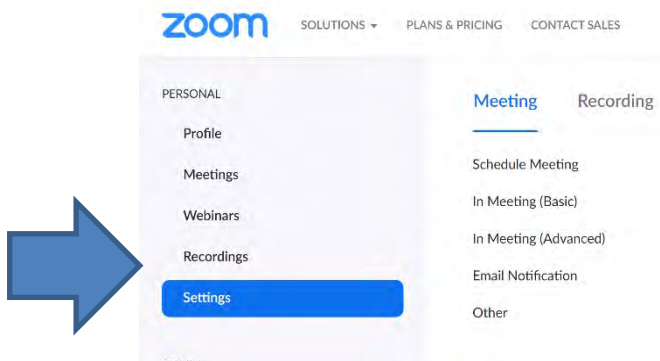 zoom SOLUTIONS PLANS & PRICING CONTACT SALES
PERSONAL
Profile
Meetings
Webinars
Recordings
Settings
Meeting Recording
Schedule Meeting
In Meeting (Basic)
In Meeting (Advanced)
Email Notification
Other